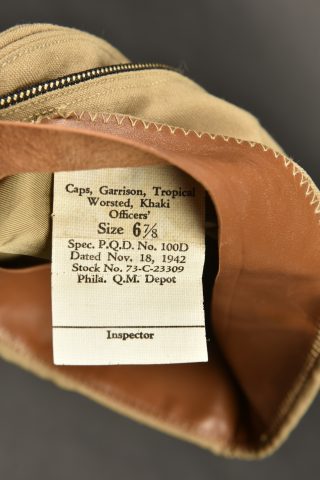 Caps, Garrison, Tropical
Worsted, Khaki
Officers'
Size 6⅞
Spec. P.Q.D. No. 100D
Dated Nov. 18, 1942
Stock No. 73-C-23309
Phila. Q.M. Depot
Inspector